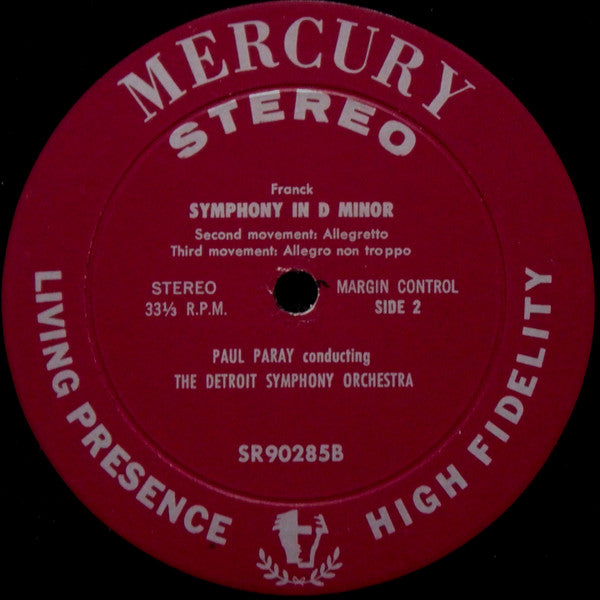 MERCURY
STEREO
Franck
SYMPHONY IN D MINOR
Second movement: Allegretto
Third movement: Allegro non troppo
STEREO
33⅓ R.P.M.
MARGIN CONTROL
SIDE 2
PAUL PARAY conducting
THE DETROIT SYMPHONY ORCHESTRA
SR90285B
LIVING PRESENCE
HIGH FIDELITY